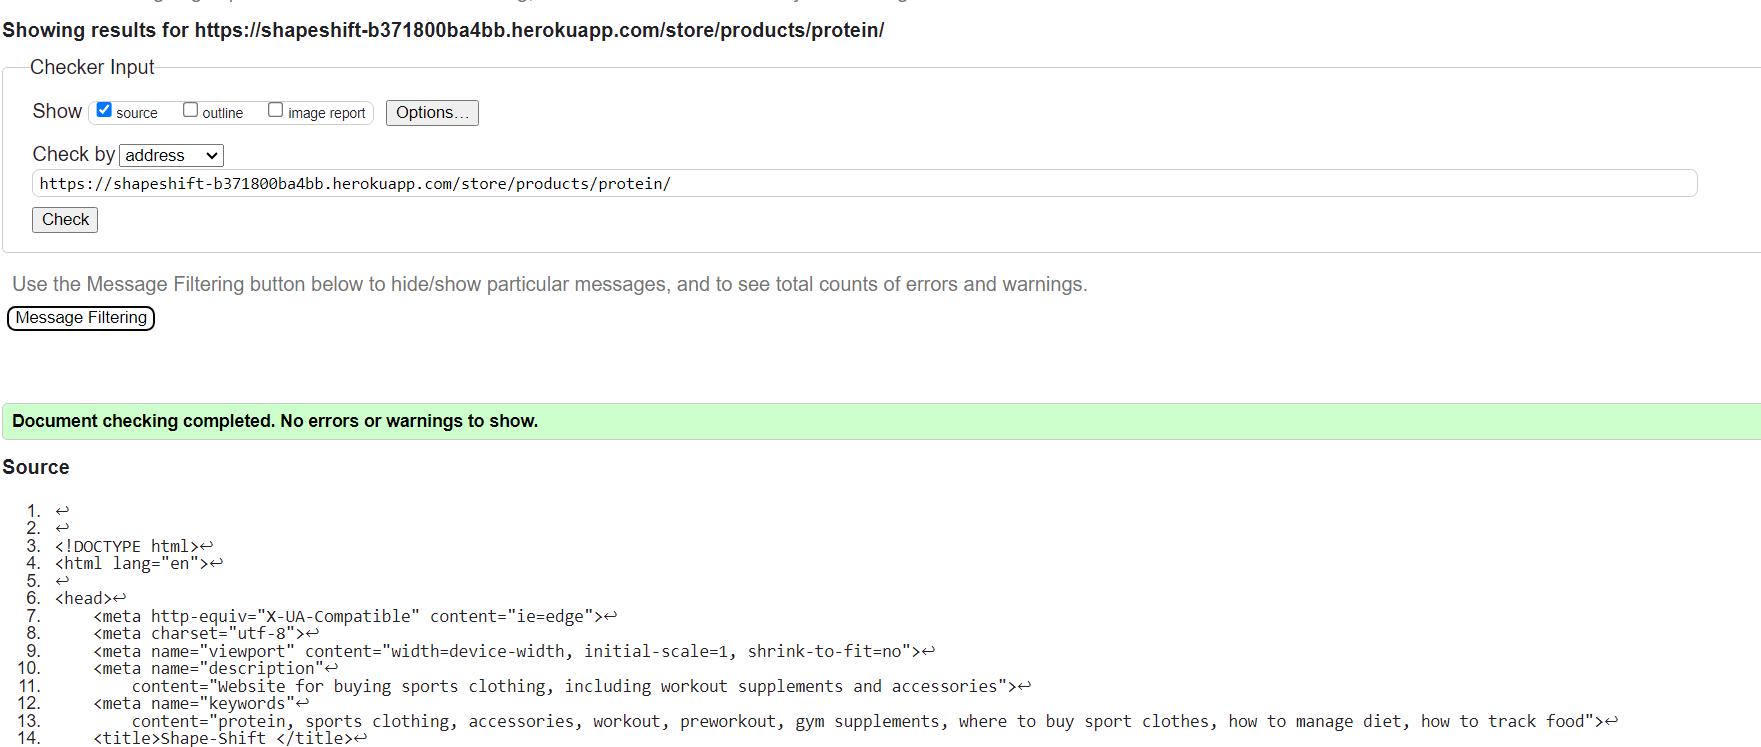 Showing results for https://shapeshift-b371800ba4bb.herokuapp.com/store/products/protein/
Checker Input
Show source outline image report Options...
Check by address
https://shapeshift-b371800ba4bb.herokuapp.com/store/products/protein/
Check
Use the Message Filtering button below to hide/show particular messages, and to see total counts of errors and warnings.
Message Filtering
Document checking completed. No errors or warnings to show.
Source
1. ↩
2. ↩
3. <!DOCTYPE html>↩
4. <html lang="en">↩
5. ↩
6. <head>↩
7. <meta http-equiv="X-UA-Compatible" content="ie=edge">↩
8. <meta charset="utf-8">↩
9. <meta name="viewport" content="width=device-width, initial-scale=1, shrink-to-fit=no">↩
10. <meta name="description"↩
11. content="Website for buying sports clothing, including workout supplements and accessories">↩
12. <meta name="keywords"↩
13. content="protein, sports clothing, accessories, workout, preworkout, gym supplements, where to buy sport clothes, how to manage diet, how to track food">↩
14. <title>Shape-Shift </title>↩